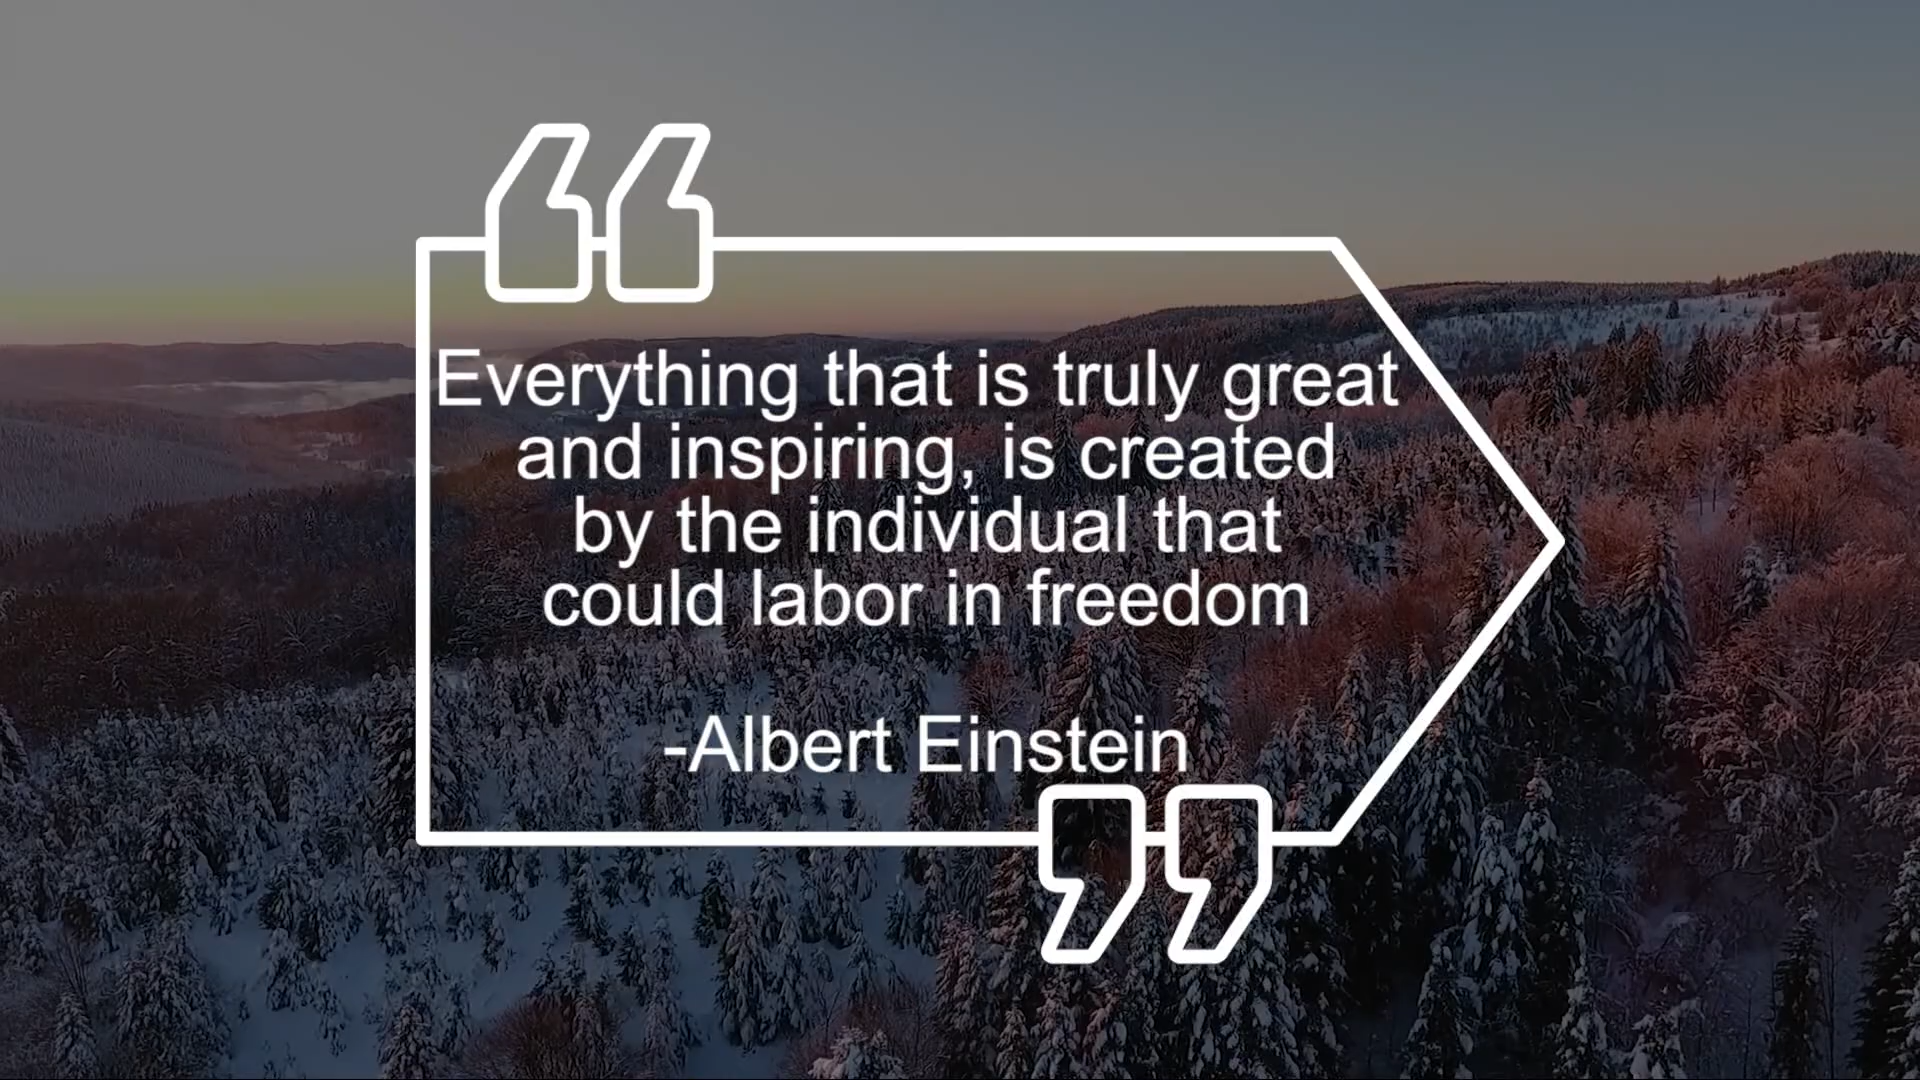 Everything that is truly great
and inspiring, is created
by the individual that
could labor in freedom
-Albert Einstein